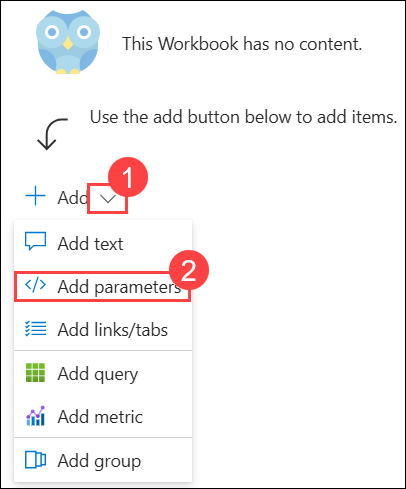 This Workbook has no content.
Use the add button below to add items.
Add
1
Add text
2
Add parameters
Add links/tabs
Add query
Add metric
Add group